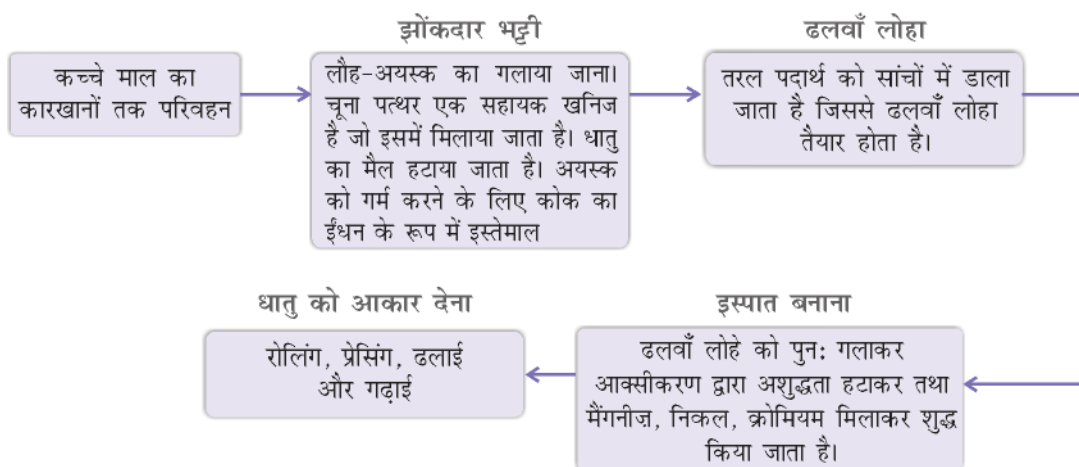 कच्चे माल का
कारखानों तक परिवहन
झोंकदार भट्टी
लौह-अयस्क का गलाया जाना।
चूना पत्थर एक सहायक खनिज
है जो इसमें मिलाया जाता है। धातु
का मैल हटाया जाता है। अयस्क
को गर्म करने के लिए कोक का
ईंधन के रूप में इस्तेमाल
ढलवाँ लोहा
तरल पदार्थ को सांचों में डाला
जाता है जिससे ढलवाँ लोहा
तैयार होता है।
इस्पात बनाना
ढलवाँ लोहे को पुन: गलाकर
आक्सीकरण द्वारा अशुद्धता हटाकर तथा
मैंगनीज़, निकल, क्रोमियम मिलाकर शुद्ध
किया जाता है।
धातु को आकार देना
रोलिंग, प्रेसिंग, ढलाई
और गढ़ाई